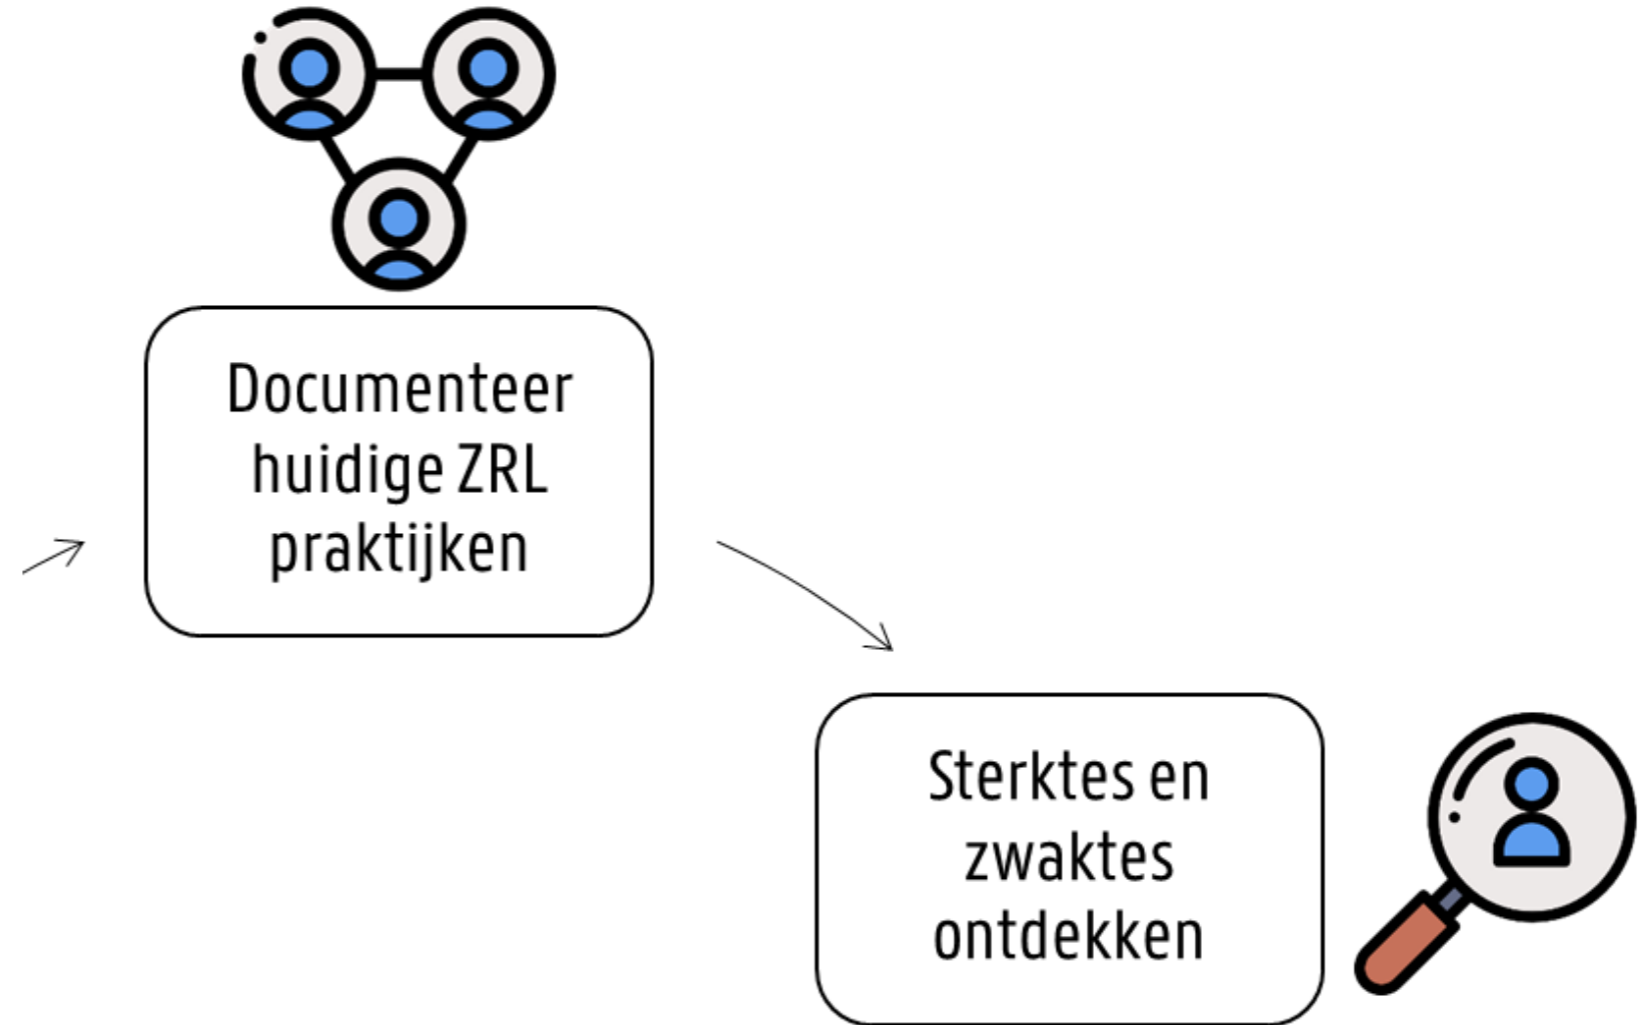 Documenteer
huidige ZRL
praktijken
Sterktes en
zwaktes
ontdekken